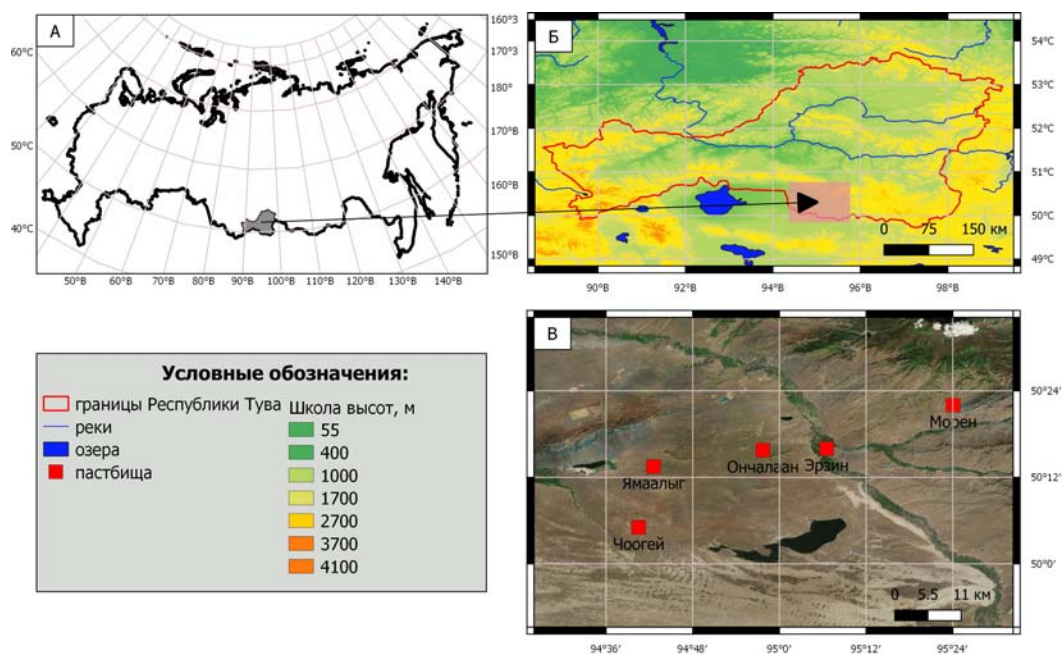 А
60°С
50°С
40°С
160°З
170°З
180°
170°В
160°В
150°В
50°В
60°В
70°В
80°В
90°В
100°В
110°В
120°В
130°В
140°В
Б
54°С
53°С
52°С
51°С
50°С
49°С
0 75 150 км
90°В
92°В
94°В
96°В
98°В
Условные обозначения:
границы Республики Тува
реки
озера
пастбища
Школа высот, м
55
400
1000
1700
2700
3700
4100
В
Морен
Эрзин
Ончалаан
Ямаалыг
Чоогей
50°24'
50°12'
50°0'
0 5.5 11 км
94°36'
94°48'
95°0'
95°12'
95°24'